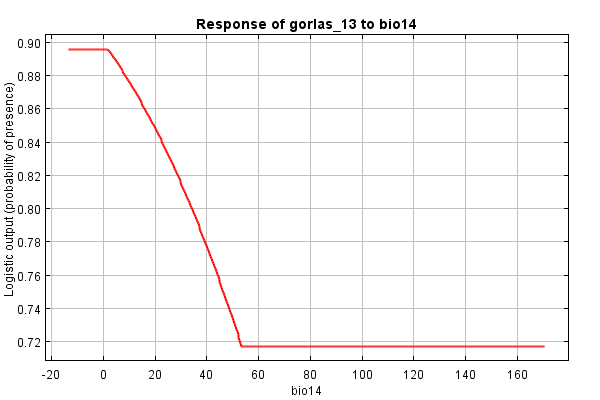 Response of gorlas_13 to bio14
Logistic output (probability of presence)
0.90
0.88
0.86
0.84
0.82
0.80
0.78
0.76
0.74
0.72
-20 0 20 40 60 80 100 120 140 160
bio14